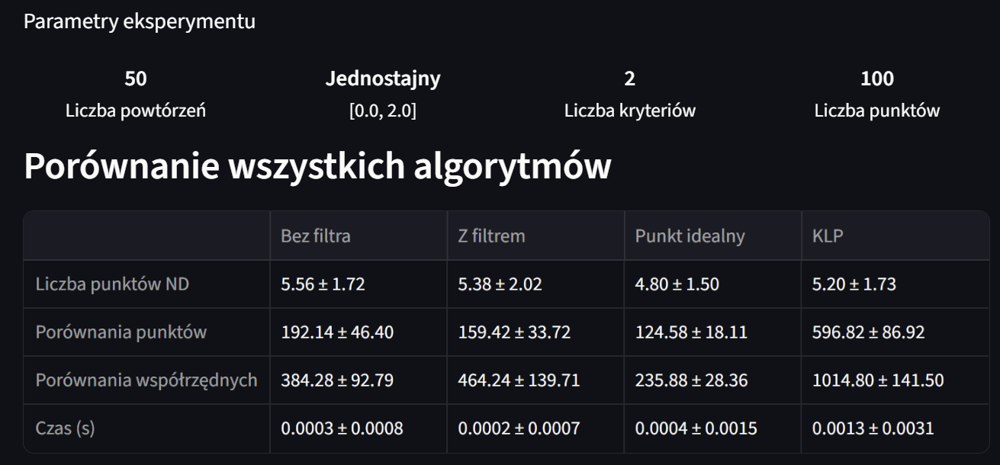 Parametry eksperymentu
50 Jednostajny 2 100
Liczba powtórzeń [0.0, 2.0] Liczba kryteriów Liczba punktów
Porównanie wszystkich algorytmów
Bez filtra Z filtrem Punkt idealny KLP
Liczba punktów ND 5.56 ± 1.72 5.38 ± 2.02 4.80 ± 1.50 5.20 ± 1.73
Porównania punktów 192.14 ± 46.40 159.42 ± 33.72 124.58 ± 18.11 596.82 ± 86.92
Porównania współrzędnych 384.28 ± 92.79 464.24 ± 139.71 235.88 ± 28.36 1014.80 ± 141.50
Czas (s) 0.0003 ± 0.0008 0.0002 ± 0.0007 0.0004 ± 0.0015 0.0013 ± 0.0031